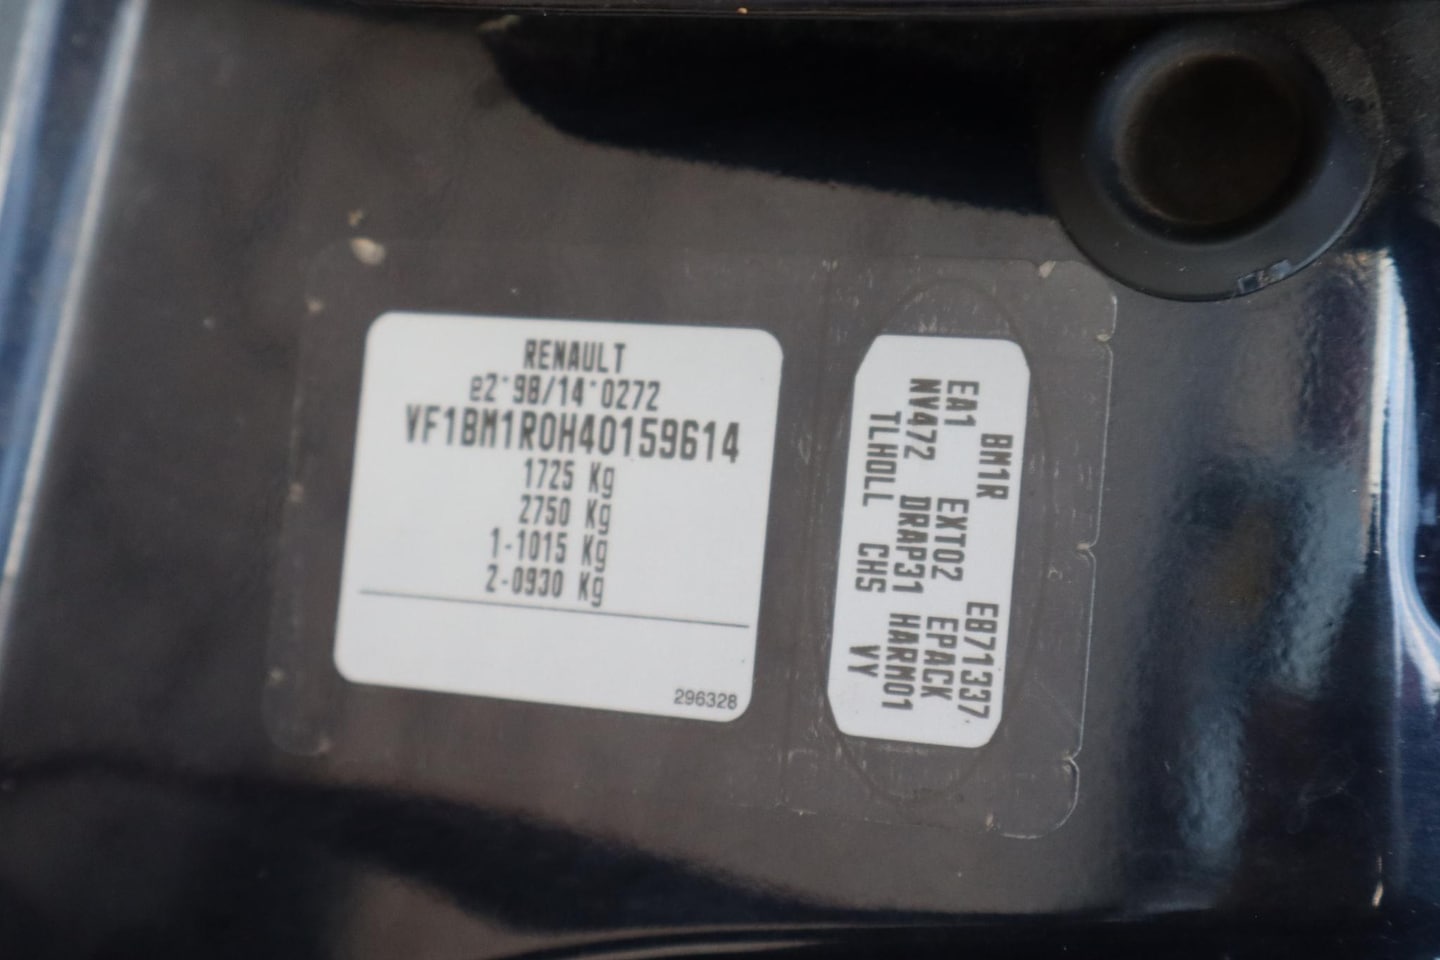 RENAULT
e2*98/14*0272
VF1BM1R0H40159614
1725 Kg
2750 Kg
1-1015 Kg
2-0930 Kg
296328
BM1R EB71337
EA1 EXT02 EPACK
NV472 DRAP31 HARM01
TLHOLL CHS VY